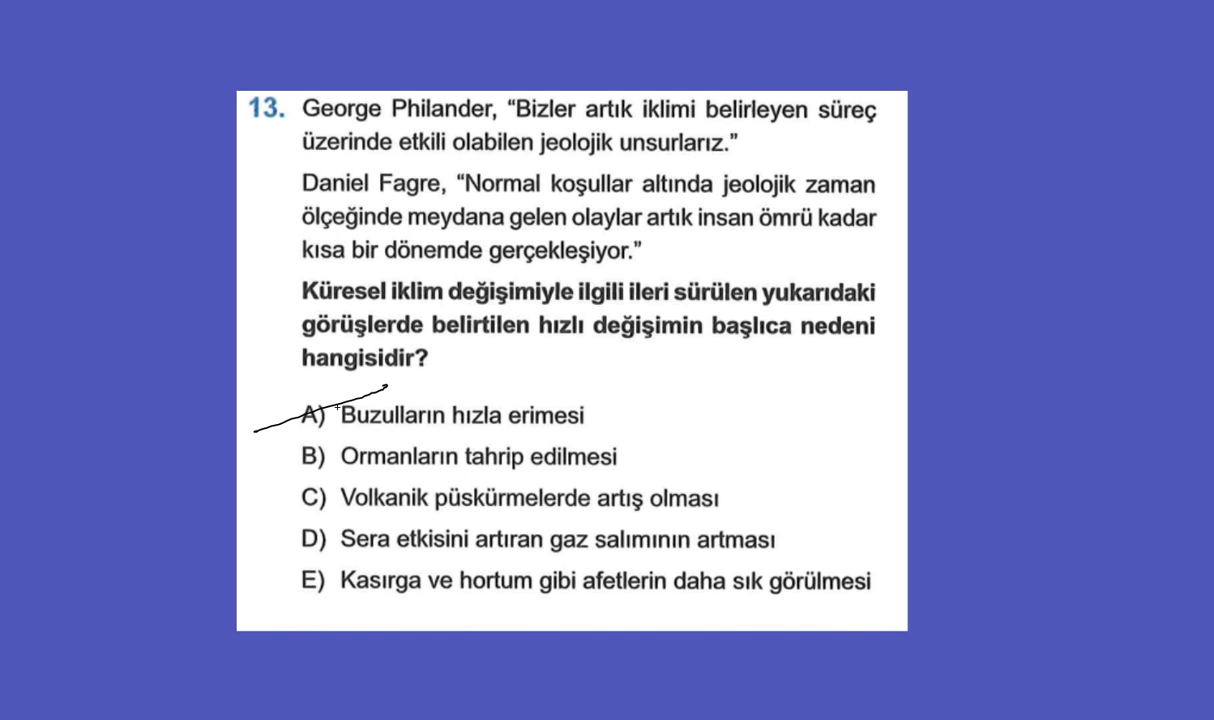 13. George Philander, “Bizler artık iklimi belirleyen süreç
üzerinde etkili olabilen jeolojik unsurlarız.”
Daniel Fagre, “Normal koşullar altında jeolojik zaman
ölçeğinde meydana gelen olaylar artık insan ömrü kadar
kısa bir dönemde gerçekleşiyor.”
Küresel iklim değişimiyle ilgili ileri sürülen yukarıdaki
görüşlerde belirtilen hızlı değişimin başlıca nedeni
hangisidir?
A) Buzulların hızla erimesi
B) Ormanların tahrip edilmesi
C) Volkanik püskürmelerde artış olması
D) Sera etkisini artıran gaz salımının artması
E) Kasırga ve hortum gibi afetlerin daha sık görülmesi